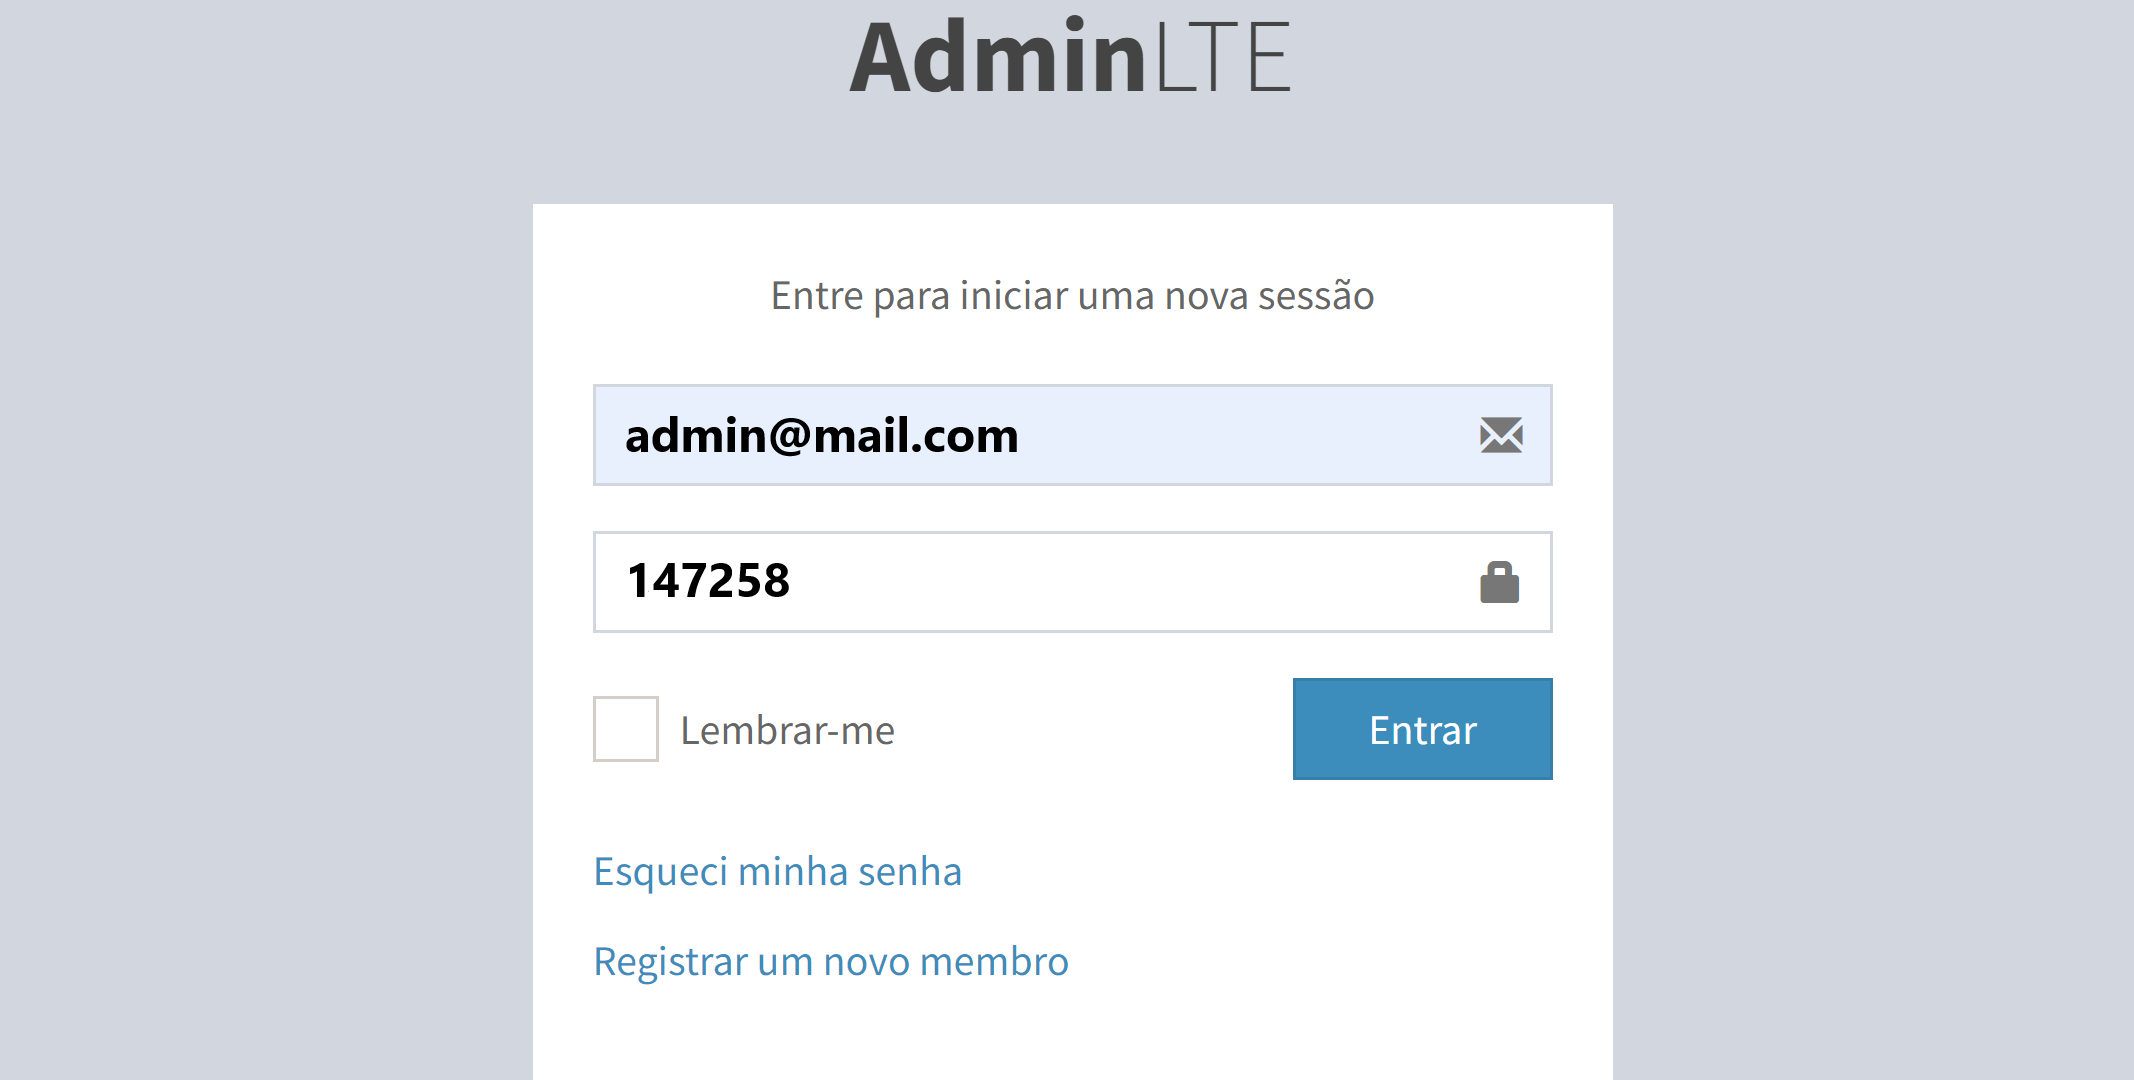 AdminLTE
Entre para iniciar uma nova sessão
admin@mail.com
147258
Lembrar-me
Entrar
Esqueci minha senha
Registrar um novo membro